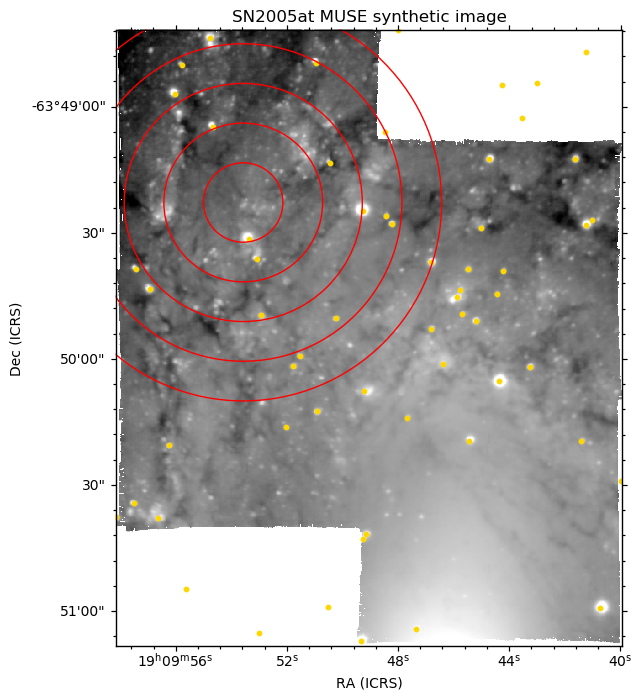 SN2005at MUSE synthetic image
-63°49'00"
30"
50'00"
30"
51'00"
Dec (ICRS)
19ʰ09ᵐ56ˢ 52ˢ 48ˢ 44ˢ 40ˢ
RA (ICRS)